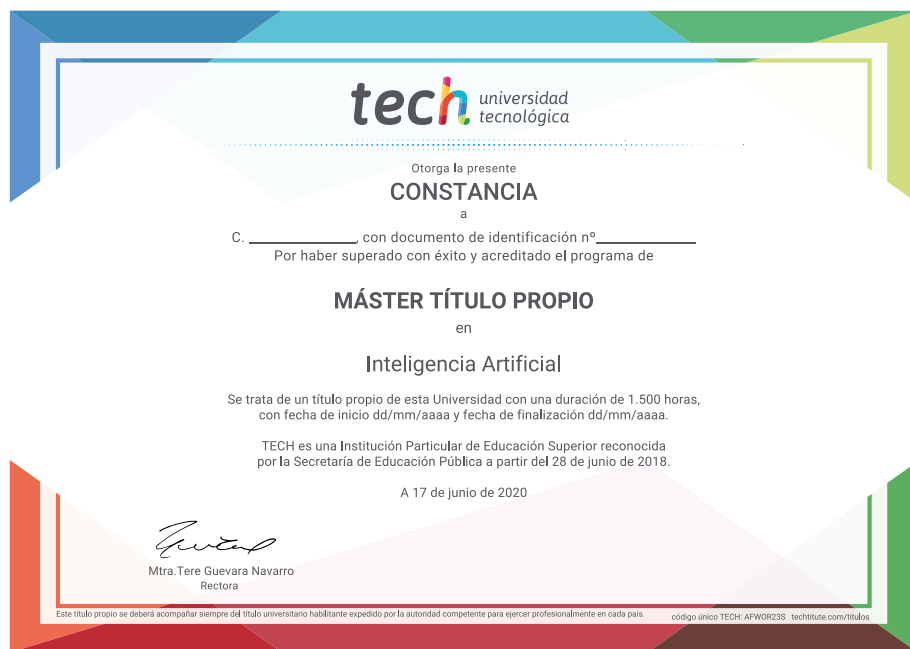 tech universidad
tecnológica
Otorga la presente
CONSTANCIA
a
C. ______________, con documento de identificación nº_____________
Por haber superado con éxito y acreditado el programa de
MÁSTER TÍTULO PROPIO
en
Inteligencia Artificial
Se trata de un título propio de esta Universidad con una duración de 1.500 horas,
con fecha de inicio dd/mm/aaaa y fecha de finalización dd/mm/aaaa.
TECH es una Institución Particular de Educación Superior reconocida
por la Secretaría de Educación Pública a partir del 28 de junio de 2018.
A 17 de junio de 2020
Mtra.Tere Guevara Navarro
Rectora
Este título propio se deberá acompañar siempre del título universitario habilitante expedido por la autoridad competente para ejercer profesionalmente en cada país. código único TECH: AFWOR23S techtitute.com/titulos